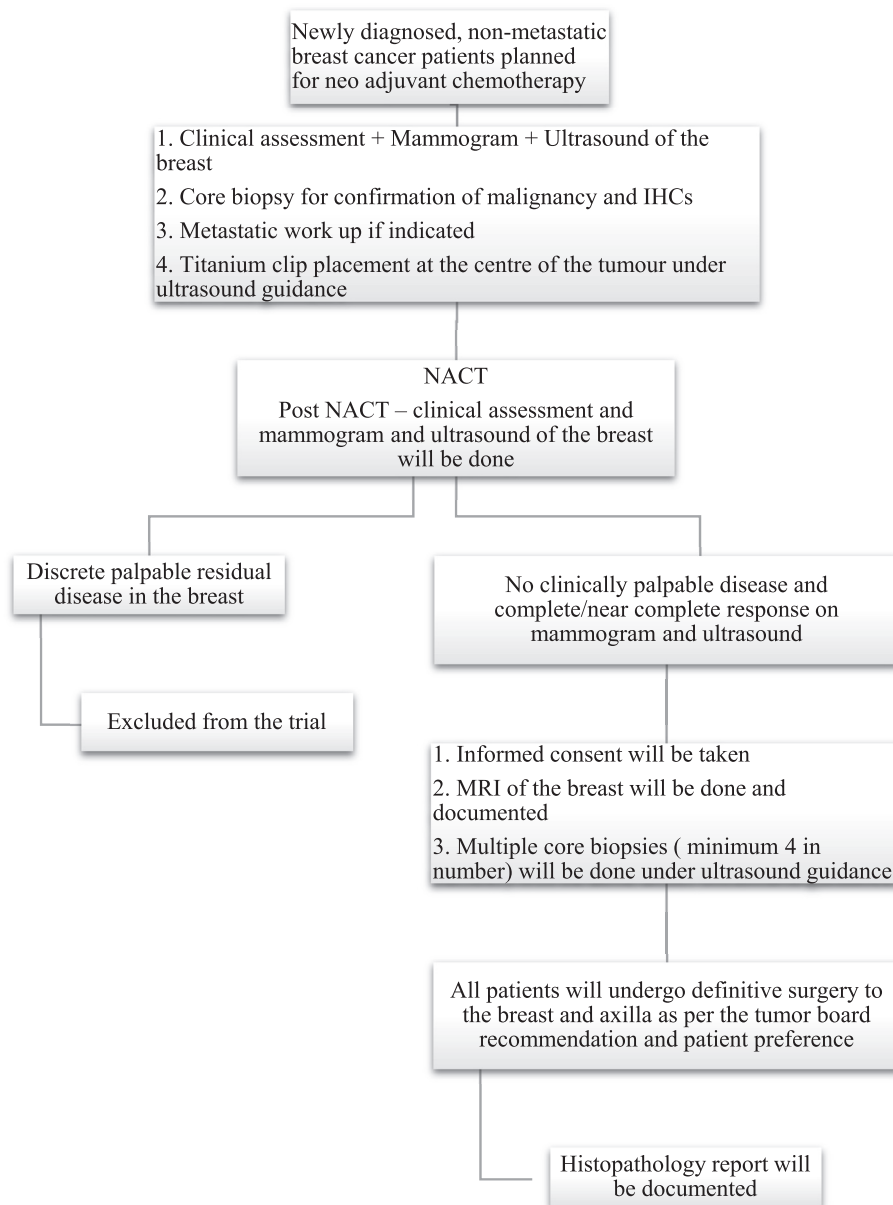 Newly diagnosed, non-metastatic
breast cancer patients planned
for neo adjuvant chemotherapy
1. Clinical assessment + Mammogram + Ultrasound of the
breast
2. Core biopsy for confirmation of malignancy and IHCs
3. Metastatic work up if indicated
4. Titanium clip placement at the centre of the tumour under
ultrasound guidance
NACT
Post NACT – clinical assessment and
mammogram and ultrasound of the breast
will be done
Discrete palpable residual
disease in the breast
Excluded from the trial
No clinically palpable disease and
complete/near complete response on
mammogram and ultrasound
1. Informed consent will be taken
2. MRI of the breast will be done and
documented
3. Multiple core biopsies ( minimum 4 in
number) will be done under ultrasound guidance
All patients will undergo definitive surgery to
the breast and axilla as per the tumor board
recommendation and patient preference
Histopathology report will
be documented